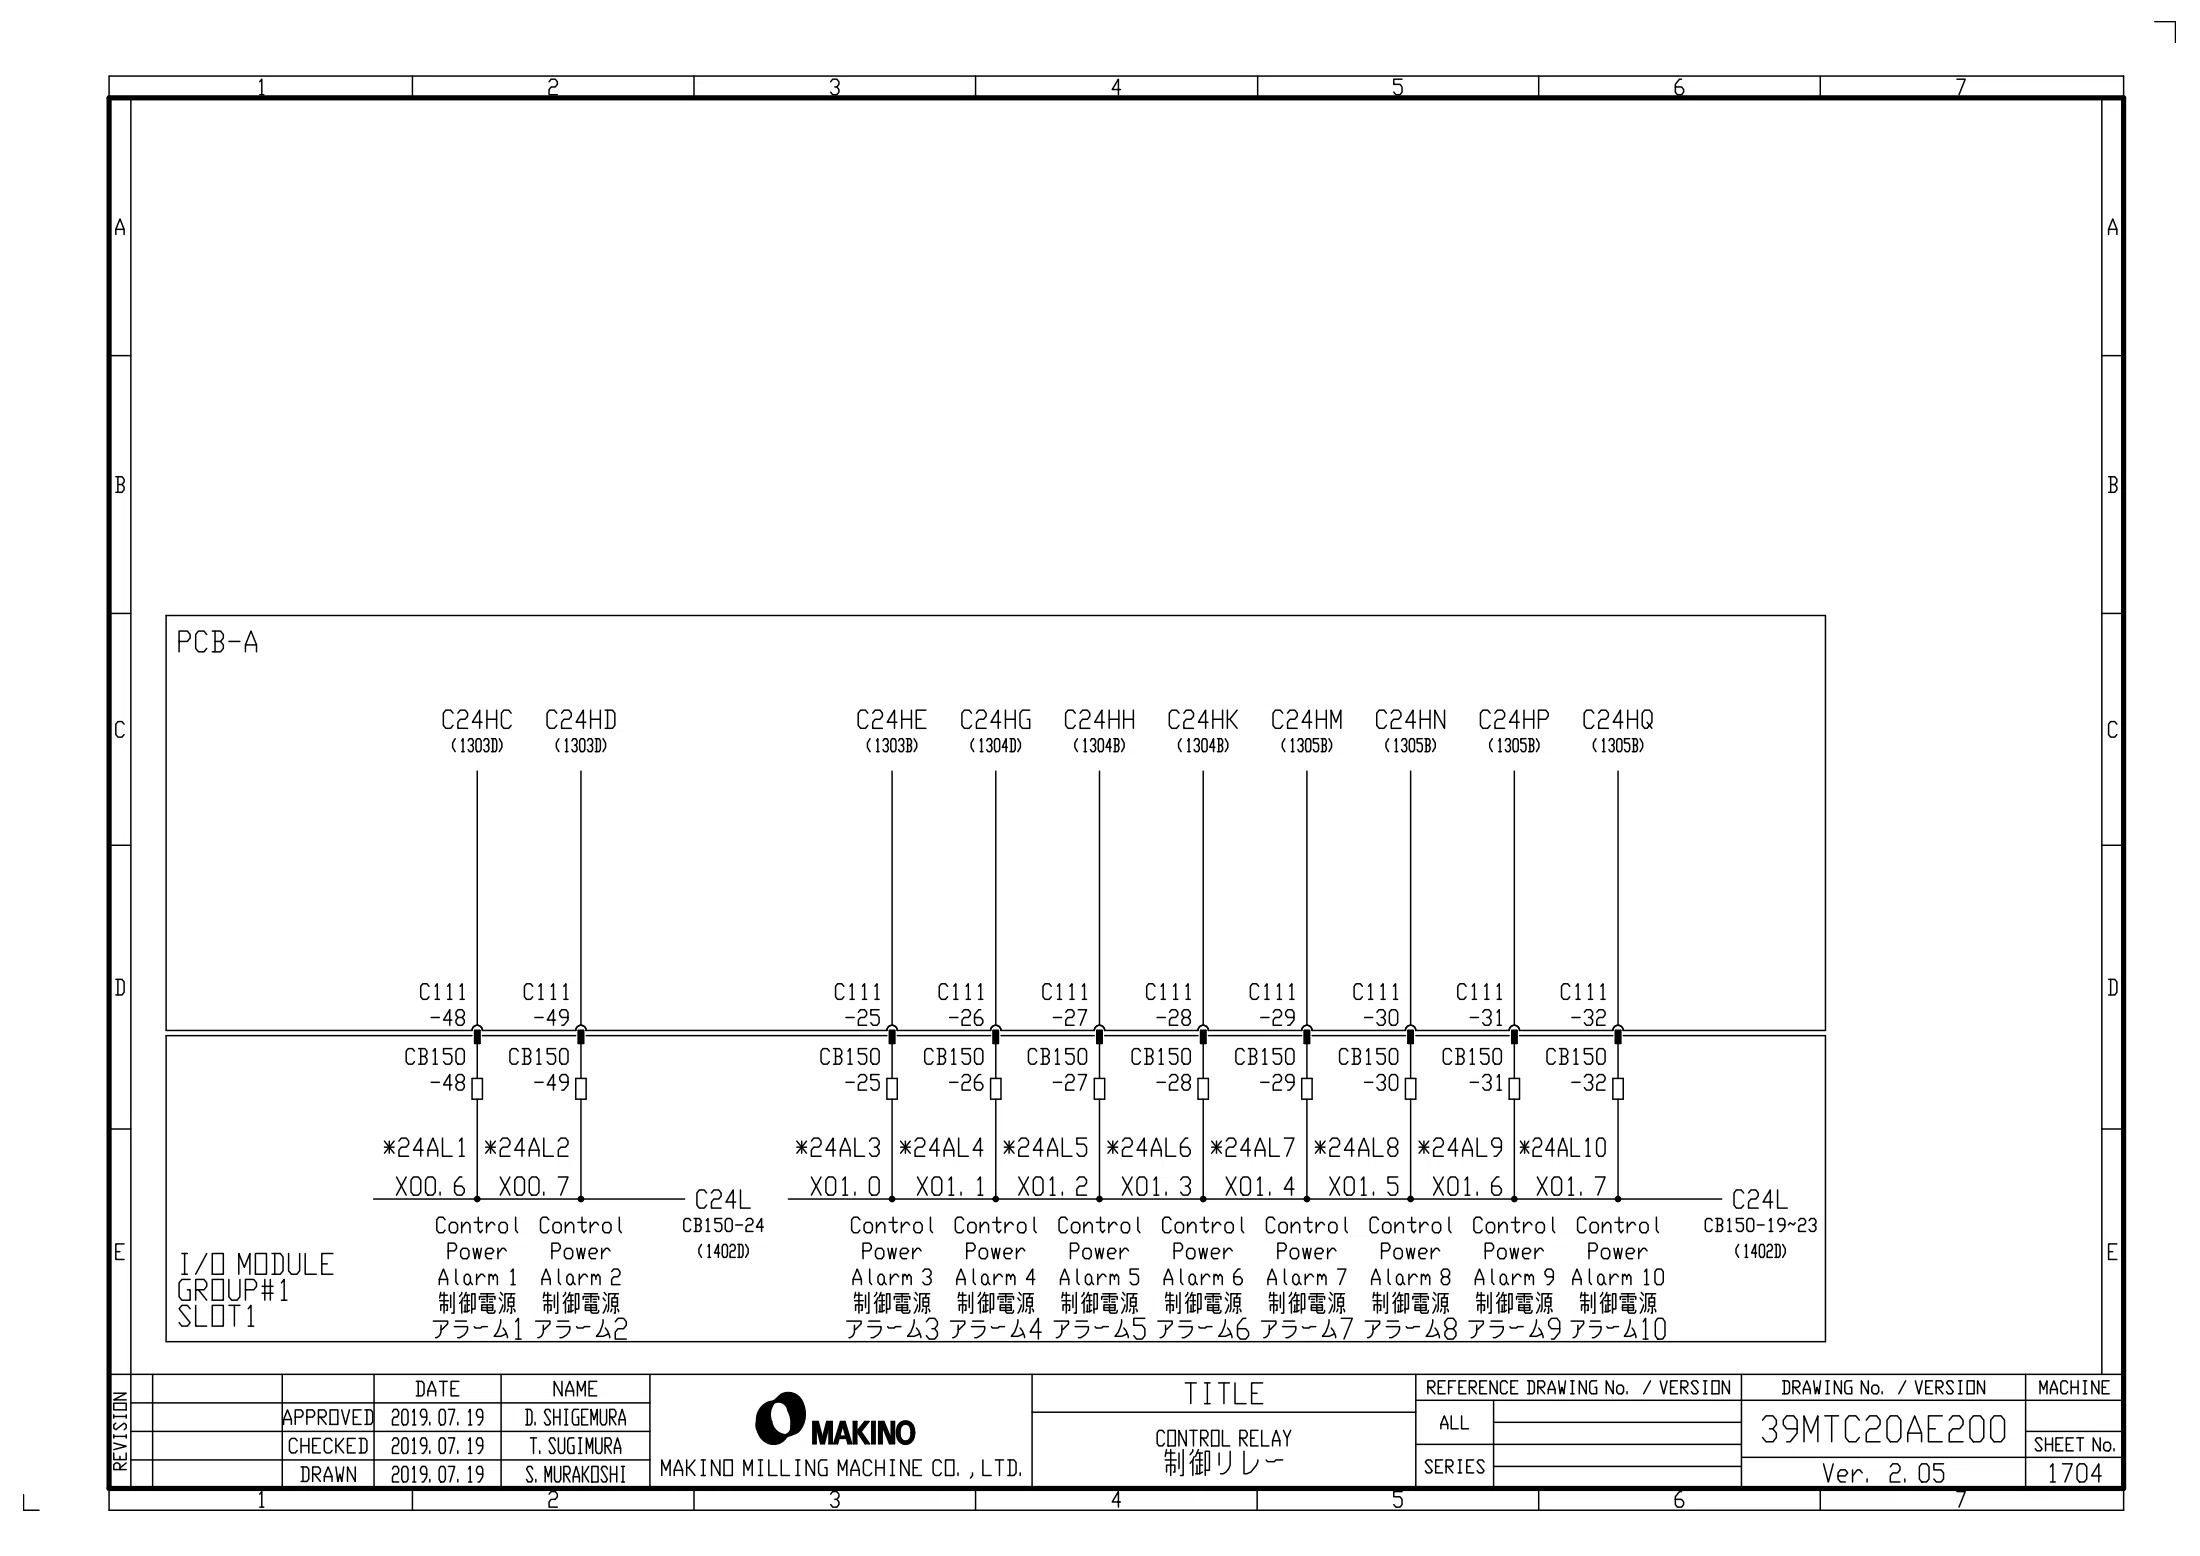 1 2 3 4 5 6 7
A A
B B
C C
D D
E E
PCB-A
C24HC C24HD C24HE C24HG C24HH C24HK C24HM C24HN C24HP C24HQ
(1303D) (1303D) (1303B) (1304D) (1304B) (1304B) (1305B) (1305B) (1305B) (1305B)
C111 C111 C111 C111 C111 C111 C111 C111 C111 C111
-48 -49 -25 -26 -27 -28 -29 -30 -31 -32
CB150 CB150 CB150 CB150 CB150 CB150 CB150 CB150 CB150 CB150
-48 -49 -25 -26 -27 -28 -29 -30 -31 -32
*24AL1 *24AL2 *24AL3 *24AL4 *24AL5 *24AL6 *24AL7 *24AL8 *24AL9 *24AL10
X00.6 X00.7 X01.0 X01.1 X01.2 X01.3 X01.4 X01.5 X01.6 X01.7
C24L C24L
CB150-24 CB150-19~23
(1402D) (1402D)
Control Control Control Control Control Control Control Control Control Control
Power Power Power Power Power Power Power Power Power Power
Alarm 1 Alarm 2 Alarm 3 Alarm 4 Alarm 5 Alarm 6 Alarm 7 Alarm 8 Alarm 9 Alarm 10
制御電源 制御電源 制御電源 制御電源 制御電源 制御電源 制御電源 制御電源 制御電源 制御電源
アラーム1 アラーム2 アラーム3 アラーム4 アラーム5 アラーム6 アラーム7 アラーム8 アラーム9 アラーム10
I/O MODULE
GROUP#1
SLOT1
REVISION
DATE NAME
APPROVED 2019.07.19 D. SHIGEMURA
CHECKED 2019.07.19 T. SUGIMURA
DRAWN 2019.07.19 S. MURAKOSHI
MAKINO
MAKINO MILLING MACHINE CO.,LTD.
TITLE
CONTROL RELAY
制御リレー
REFERENCE DRAWING No. / VERSION
ALL
SERIES
DRAWING No. / VERSION
39MTC20AE200
Ver. 2.05
MACHINE
SHEET No.
1704
1 2 3 4 5 6 7